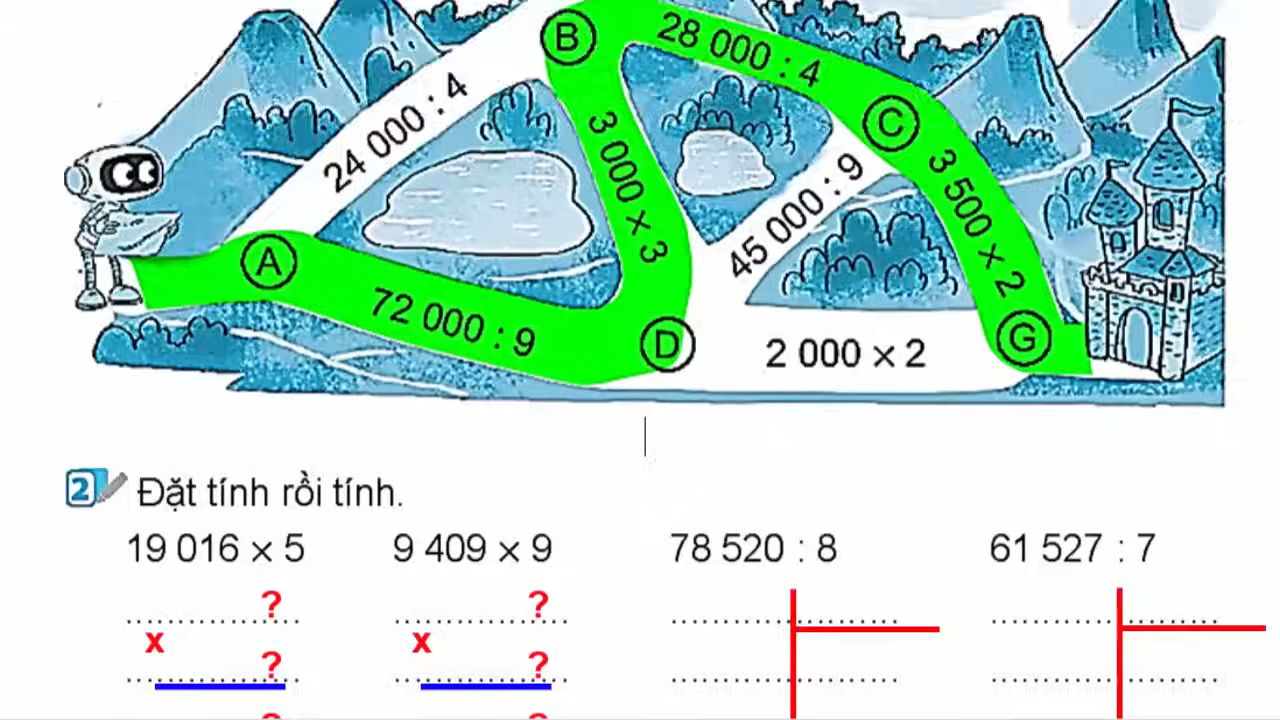 B
28 000 : 4
24 000 : 4
C
3 000 × 3
45 000 : 9
3 500 × 2
A
72 000 : 9
D
2 000 × 2
G
2 Đặt tính rồi tính.
19 016 × 5 9 409 × 9 78 520 : 8 61 527 : 7
? ?
x x
? ?